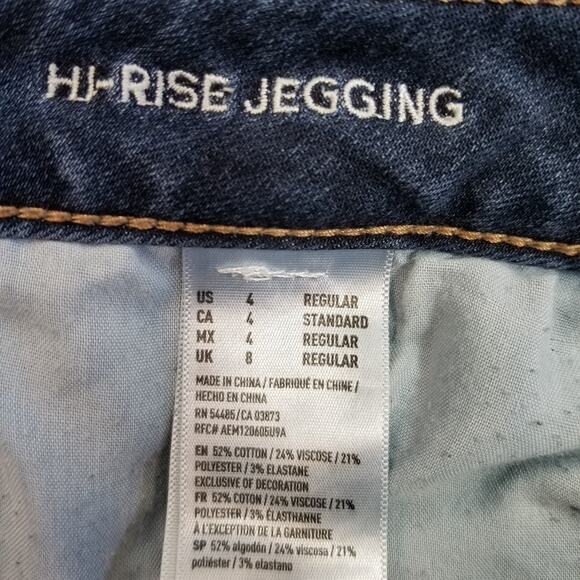 HI-RISE JEGGING
US 4 REGULAR
CA 4 STANDARD
MX 4 REGULAR
UK 8 REGULAR
MADE IN CHINA / FABRIQUÉ EN CHINE /
HECHO EN CHINA
RN 54485 / CA 03873
RFC# AEM120605U9A
EN 52% COTTON / 24% VISCOSE / 21%
POLYESTER / 3% ELASTANE
EXCLUSIVE OF DECORATION
FR 52% COTON / 24% VISCOSE / 21%
POLYESTER / 3% ÉLASTHANNE
À L'EXCEPTION DE LA GARNITURE
SP 52% algodón / 24% viscosa / 21%
poliéster / 3% elastano